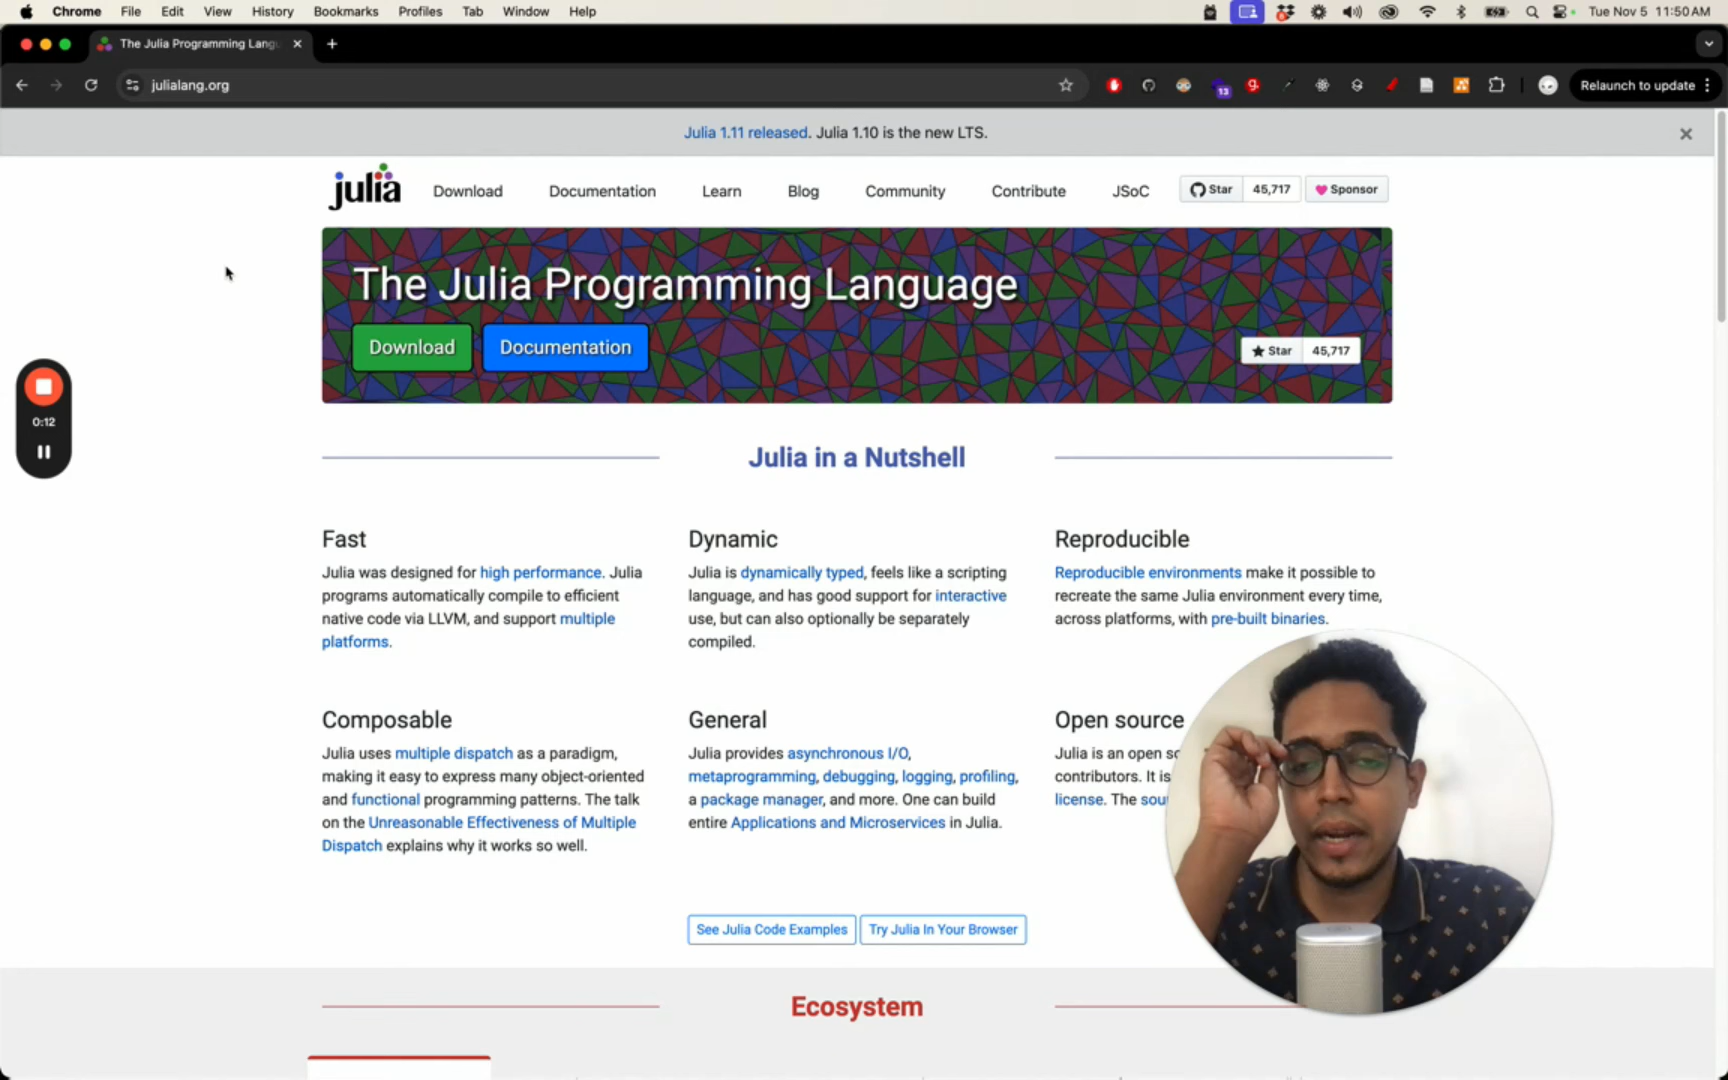 Chrome File Edit View History Bookmarks Profiles Tab Window Help Tue Nov 5 11:50 AM
The Julia Programming Langu
julialang.org
13
Relaunch to update
Julia 1.11 released. Julia 1.10 is the new LTS.
julia
Download Documentation Learn Blog Community Contribute JSoC Star 45,717 Sponsor
The Julia Programming Language
Download Documentation
Star 45,717
0:12
Julia in a Nutshell
Fast
Julia was designed for high performance. Julia
programs automatically compile to efficient
native code via LLVM, and support multiple
platforms.
Dynamic
Julia is dynamically typed, feels like a scripting
language, and has good support for interactive
use, but can also optionally be separately
compiled.
Reproducible
Reproducible environments make it possible to
recreate the same Julia environment every time,
across platforms, with pre-built binaries.
Composable
Julia uses multiple dispatch as a paradigm,
making it easy to express many object-oriented
and functional programming patterns. The talk
on the Unreasonable Effectiveness of Multiple
Dispatch explains why it works so well.
General
Julia provides asynchronous I/O,
metaprogramming, debugging, logging, profiling,
a package manager, and more. One can build
entire Applications and Microservices in Julia.
Open source
Julia is an open
contributors. It is
license. The
See Julia Code Examples Try Julia In Your Browser
Ecosystem